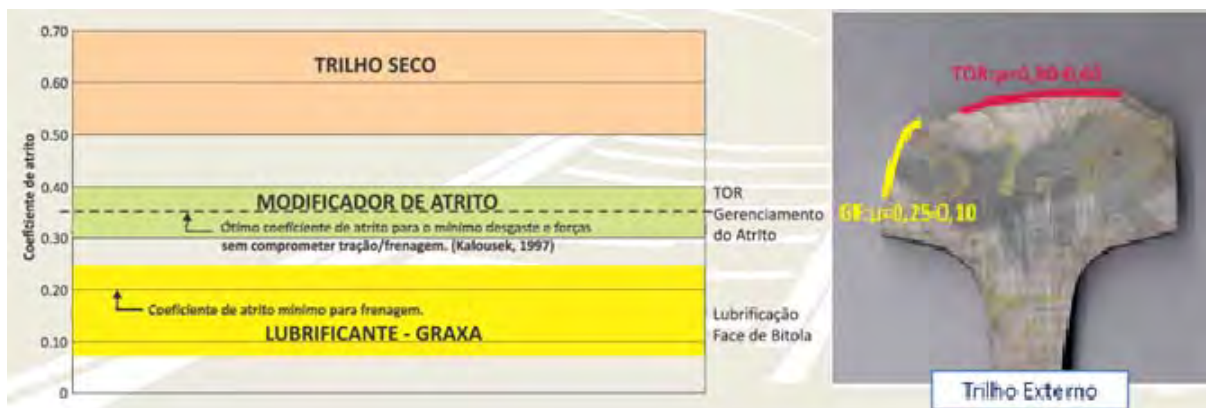 0.70
0.60
0.50
0.40
0.30
0.20
0.10
0
Coeficiente de atrito
TRILHO SECO
MODIFICADOR DE ATRITO
Ótimo coeficiente de atrito para o mínimo desgaste e forças
sem comprometer tração/frenagem. (Kalousek, 1997)
Coeficiente de atrito mínimo para frenagem.
LUBRIFICANTE - GRAXA
TOR
Gerenciamento
do Atrito
Lubrificação
Face de Bitola
TOR:μ=
GF:μ=0,25-0,10
Trilho Externo